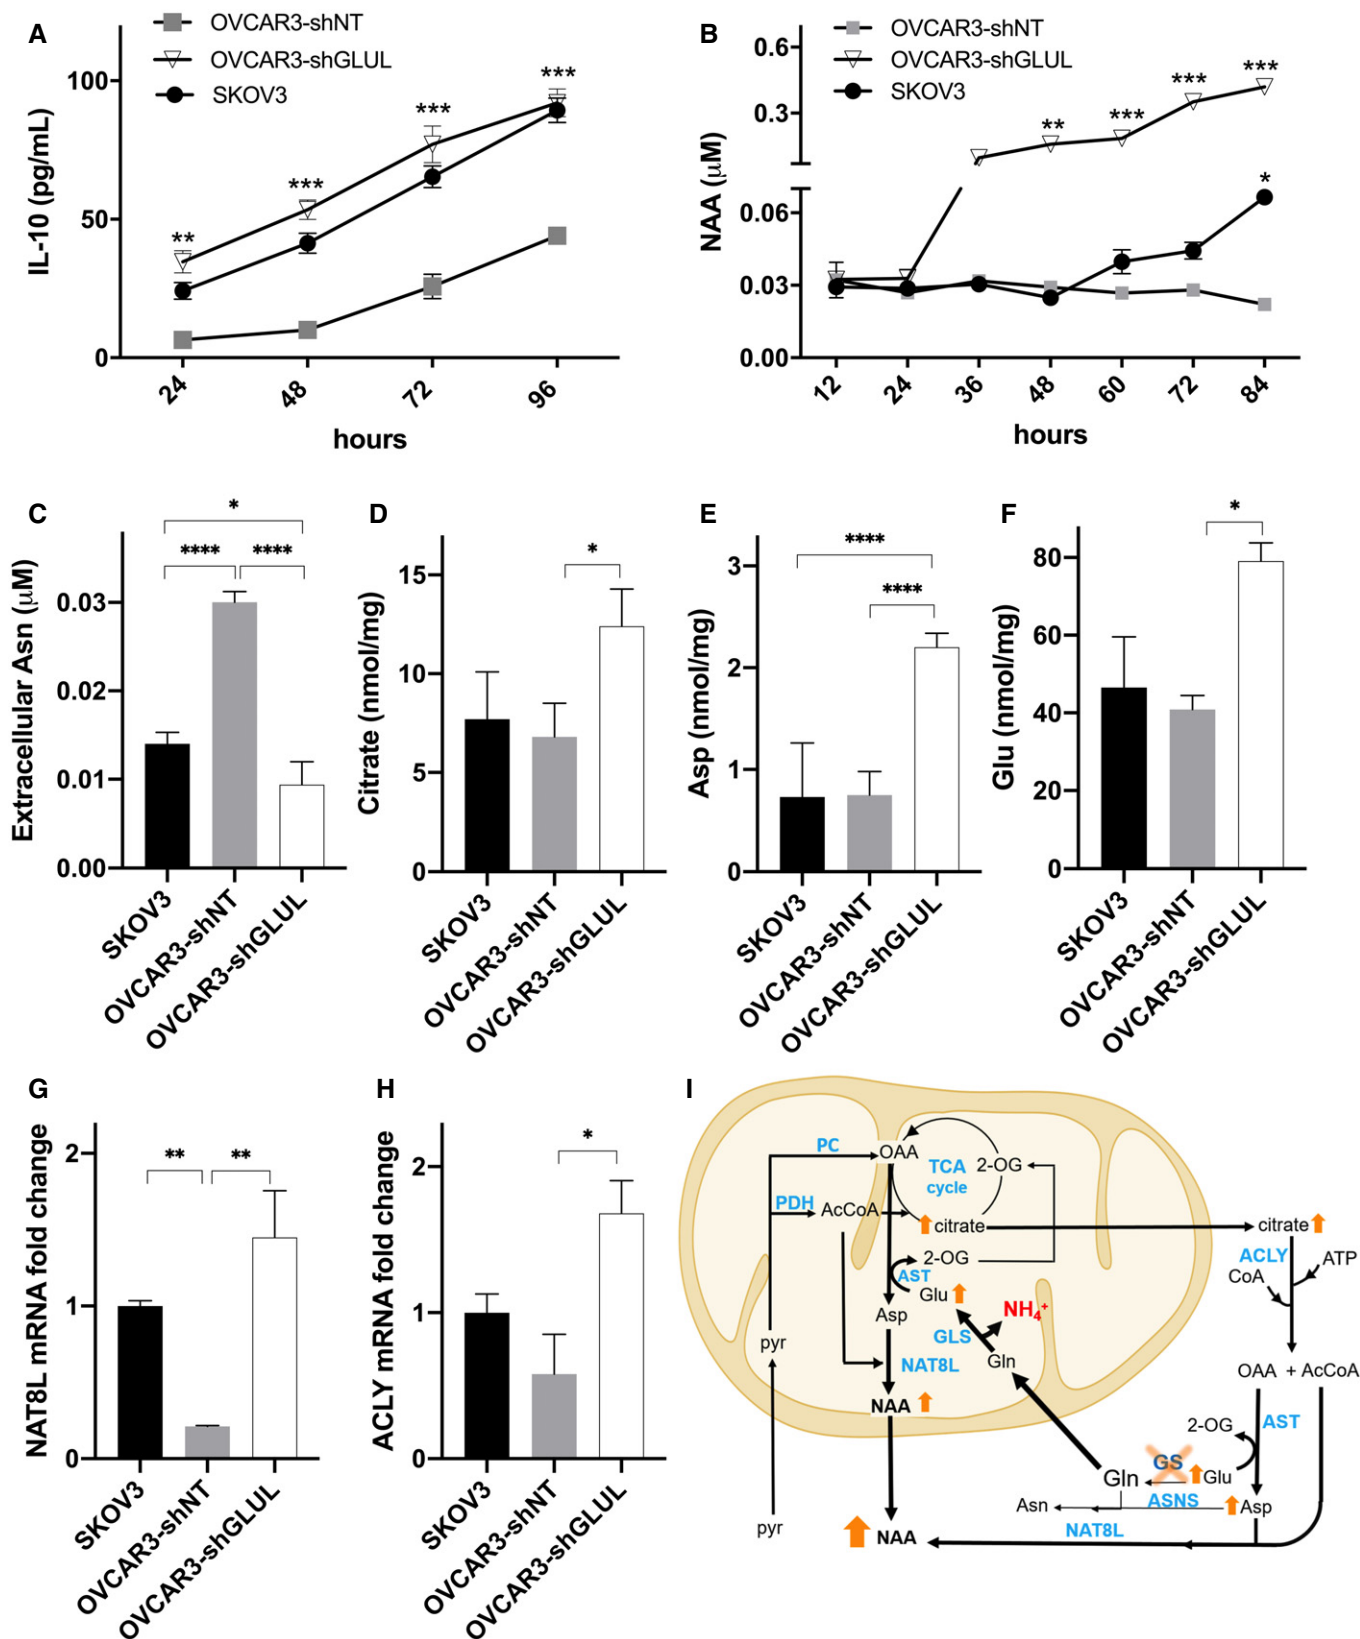 A
OVCAR3-shNT
OVCAR3-shGLUL
SKOV3
IL-10 (pg/mL)
100
50
0
**
***
***
***
24
48
72
96
hours
B
OVCAR3-shNT
OVCAR3-shGLUL
SKOV3
NAA (µM)
0.6
0.3
0.06
0.03
0.00
**
***
***
***
*
12
24
36
48
60
72
84
hours
C
Extracellular Asn (µM)
0.03
0.02
0.01
0.00
*
****
****
SKOV3
OVCAR3-shNT
OVCAR3-shGLUL
D
Citrate (nmol/mg)
15
10
5
0
*
SKOV3
OVCAR3-shNT
OVCAR3-shGLUL
E
Asp (nmol/mg)
3
2
1
0
****
****
SKOV3
OVCAR3-shNT
OVCAR3-shGLUL
F
Glu (nmol/mg)
80
60
40
20
0
*
SKOV3
OVCAR3-shNT
OVCAR3-shGLUL
G
NAT8L mRNA fold change
2
1
0
**
**
SKOV3
OVCAR3-shNT
OVCAR3-shGLUL
H
ACLY mRNA fold change
2
1
0
*
SKOV3
OVCAR3-shNT
OVCAR3-shGLUL
I
PC
OAA
TCA
cycle
2-OG
PDH
AcCoA
citrate
citrate
ACLY
ATP
CoA
2-OG
AST
Glu
NH₄⁺
Asp
GLS
pyr
NAT8L
Gln
NAA
OAA + AcCoA
2-OG
AST
GS
Gln
Glu
Asn
ASNS
Asp
pyr
NAT8L
NAA